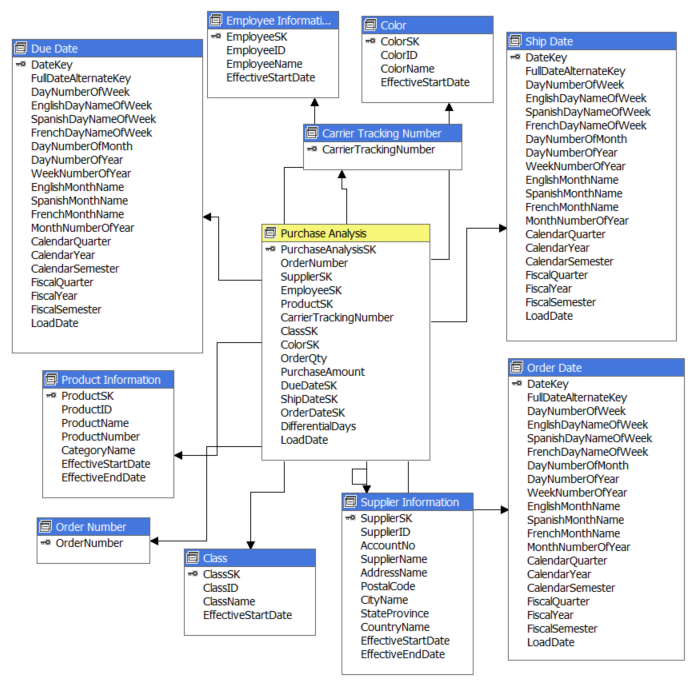 Employee Informati...
EmployeeSK
EmployeeID
EmployeeName
EffectiveStartDate
Color
ColorSK
ColorID
ColorName
EffectiveStartDate
Due Date
DateKey
FullDateAlternateKey
DayNumberOfWeek
EnglishDayNameOfWeek
SpanishDayNameOfWeek
FrenchDayNameOfWeek
DayNumberOfMonth
DayNumberOfYear
WeekNumberOfYear
EnglishMonthName
SpanishMonthName
FrenchMonthName
MonthNumberOfYear
CalendarQuarter
CalendarYear
CalendarSemester
FiscalQuarter
FiscalYear
FiscalSemester
LoadDate
Ship Date
DateKey
FullDateAlternateKey
DayNumberOfWeek
EnglishDayNameOfWeek
SpanishDayNameOfWeek
FrenchDayNameOfWeek
DayNumberOfMonth
DayNumberOfYear
WeekNumberOfYear
EnglishMonthName
SpanishMonthName
FrenchMonthName
MonthNumberOfYear
CalendarQuarter
CalendarYear
CalendarSemester
FiscalQuarter
FiscalYear
FiscalSemester
LoadDate
Carrier Tracking Number
CarrierTrackingNumber
Purchase Analysis
PurchaseAnalysisSK
OrderNumber
SupplierSK
EmployeeSK
ProductSK
CarrierTrackingNumber
ClassSK
ColorSK
OrderQty
PurchaseAmount
DueDateSK
ShipDateSK
OrderDateSK
DifferentialDays
LoadDate
Product Information
ProductSK
ProductID
ProductName
ProductNumber
CategoryName
EffectiveStartDate
EffectiveEndDate
Order Date
DateKey
FullDateAlternateKey
DayNumberOfWeek
EnglishDayNameOfWeek
SpanishDayNameOfWeek
FrenchDayNameOfWeek
DayNumberOfMonth
DayNumberOfYear
WeekNumberOfYear
EnglishMonthName
SpanishMonthName
FrenchMonthName
MonthNumberOfYear
CalendarQuarter
CalendarYear
CalendarSemester
FiscalQuarter
FiscalYear
FiscalSemester
LoadDate
Order Number
OrderNumber
Class
ClassSK
ClassID
ClassName
EffectiveStartDate
Supplier Information
SupplierSK
SupplierID
AccountNo
SupplierName
AddressName
PostalCode
CityName
StateProvince
CountryName
EffectiveStartDate
EffectiveEndDate